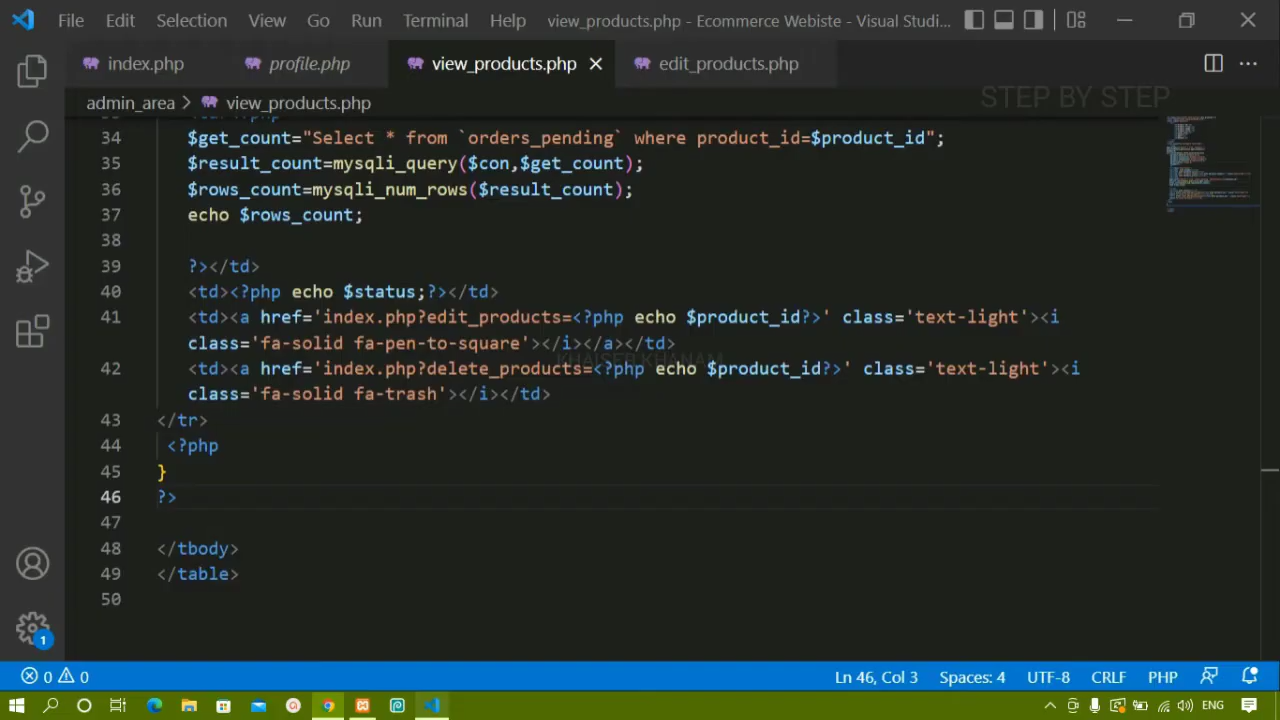 File Edit Selection View Go Run Terminal Help view_products.php - Ecommerce Webiste - Visual Studi...
index.php profile.php view_products.php edit_products.php
STEP BY STEP
admin_area > view_products.php
34 $get_count="Select * from `orders_pending` where product_id=$product_id";
35 $result_count=mysqli_query($con,$get_count);
36 $rows_count=mysqli_num_rows($result_count);
37 echo $rows_count;
38
39 ?></td>
40 <td><?php echo $status;?></td>
41 <td><a href='index.php?edit_products=<?php echo $product_id?>' class='text-light'><i
class='fa-solid fa-pen-to-square'></i></a></td>
KHAISER KHANAM
42 <td><a href='index.php?delete_products=<?php echo $product_id?>' class='text-light'><i
class='fa-solid fa-trash'></i></td>
43 </tr>
44 <?php
45 }
46 ?>
47
48 </tbody>
49 </table>
50
1
0 0 Ln 46, Col 3 Spaces: 4 UTF-8 CRLF PHP
ENG